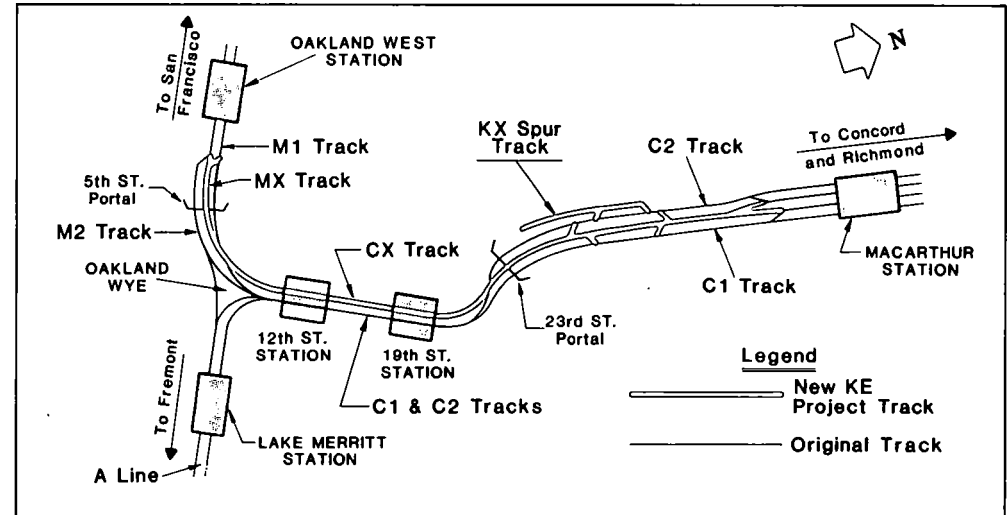 To San
Francisco
OAKLAND WEST
STATION
N
KX Spur
Track
C2 Track
To Concord
and Richmond
M1 Track
5th ST.
Portal
MX Track
M2 Track
CX Track
MACARTHUR
STATION
OAKLAND
WYE
C1 Track
23rd ST.
Portal
12th ST.
STATION
19th ST.
STATION
Legend
New KE
Project Track
To Fremont
C1 & C2 Tracks
LAKE MERRITT
STATION
Original Track
A Line